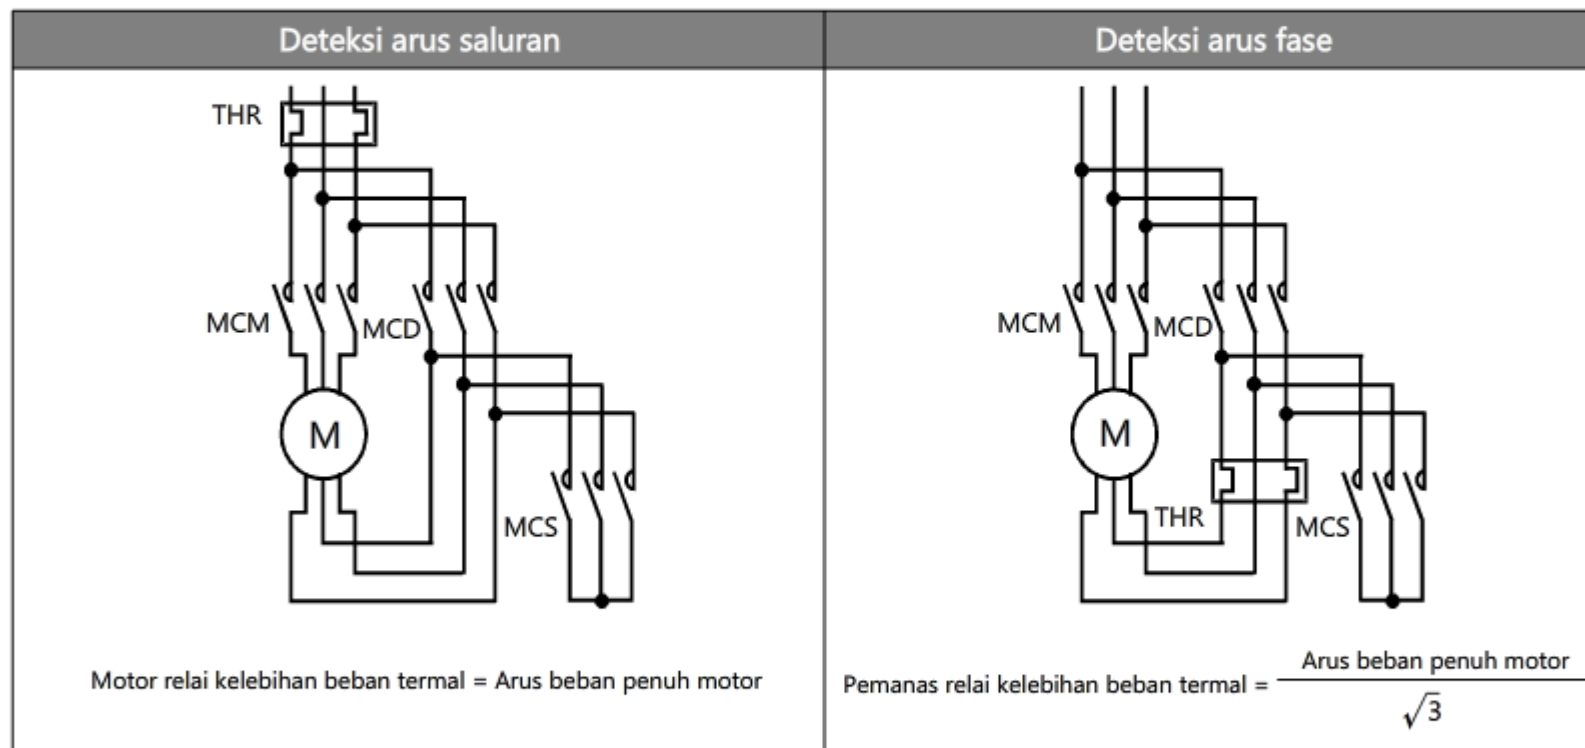 Deteksi arus saluran
Deteksi arus fase
THR
MCM
MCD
M
MCS
Motor relai kelebihan beban termal = Arus beban penuh motor
MCM
MCD
M
THR
MCS
Pemanas relai kelebihan beban termal = Arus beban penuh motor
√3